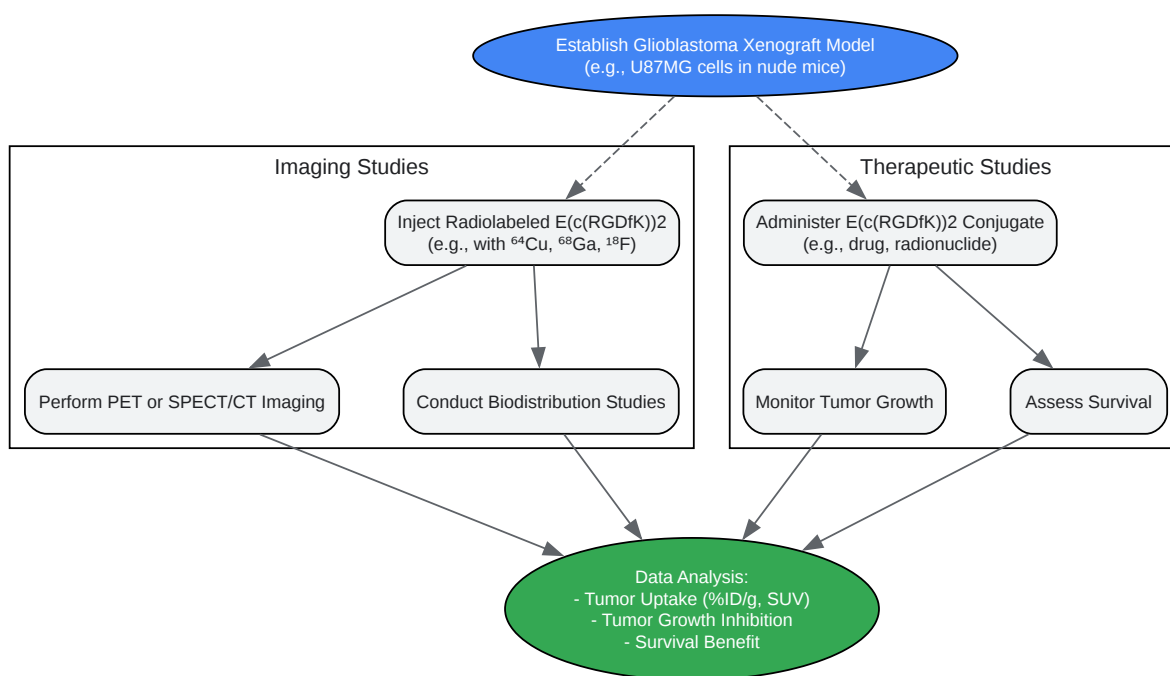 Establish Glioblastoma Xenograft Model
(e.g., U87MG cells in nude mice)
Imaging Studies
Therapeutic Studies
Inject Radiolabeled E(c(RGDfK))2
(e.g., with ⁶⁴Cu, ⁶⁸Ga, ¹⁸F)
Administer E(c(RGDfK))2 Conjugate
(e.g., drug, radionuclide)
Perform PET or SPECT/CT Imaging
Conduct Biodistribution Studies
Monitor Tumor Growth
Assess Survival
Data Analysis:
- Tumor Uptake (%ID/g, SUV)
- Tumor Growth Inhibition
- Survival Benefit